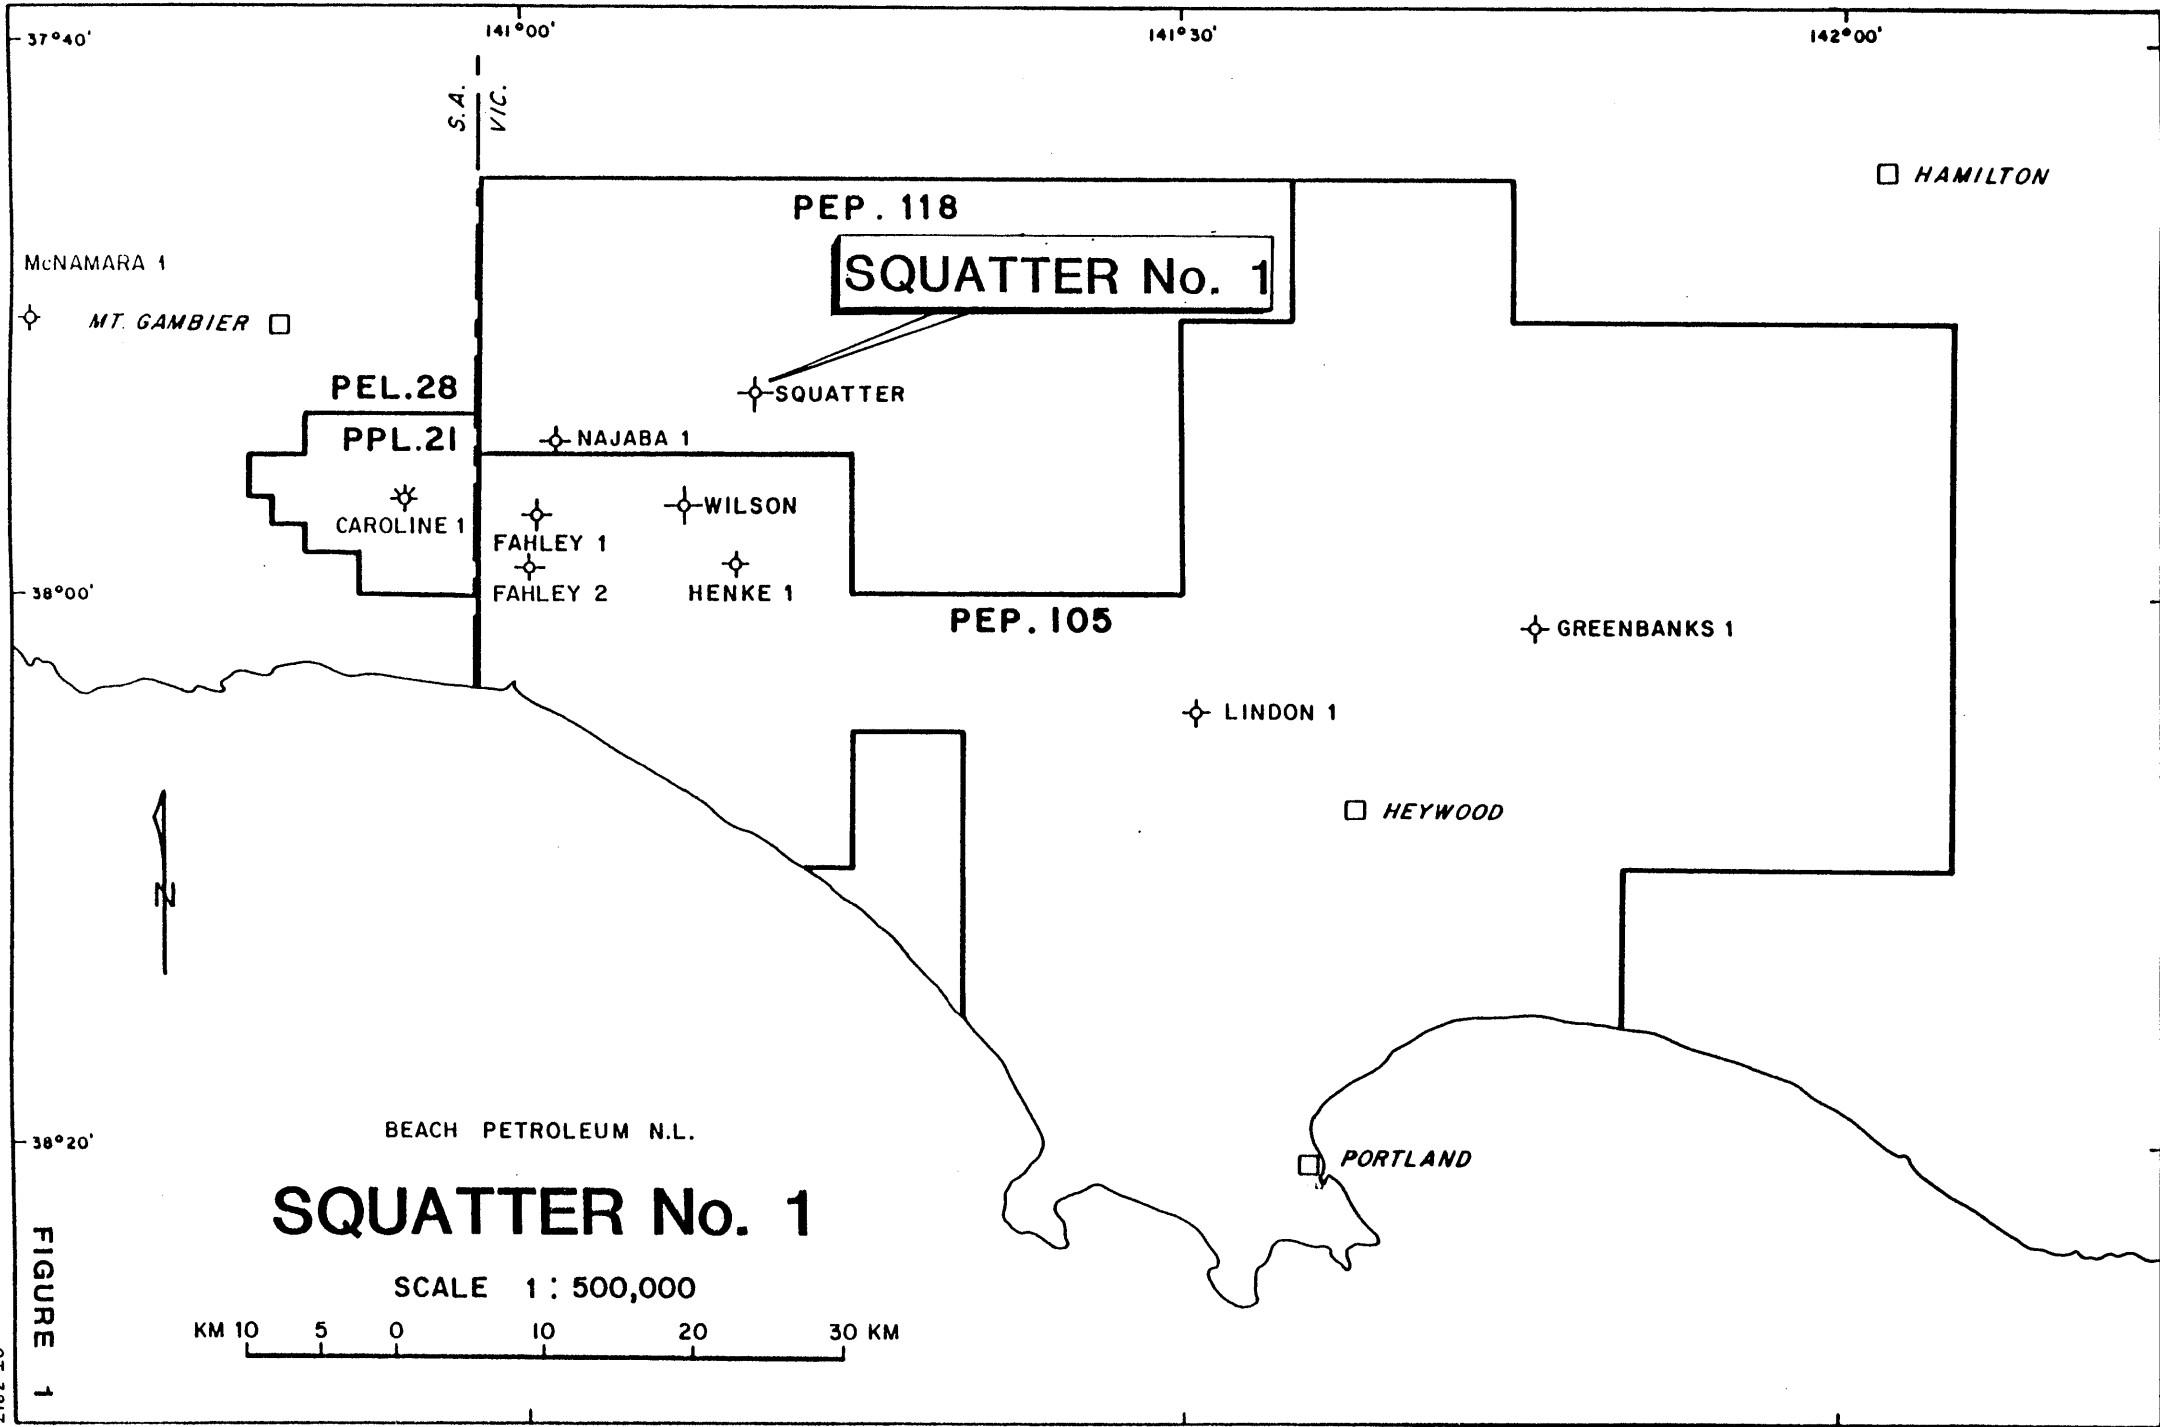 37°40'
141°00'
141°30'
142°00'
S.A.
VIC.
HAMILTON
PEP. 118
SQUATTER No. 1
McNAMARA 1
MT. GAMBIER
PEL.28
SQUATTER
PPL.21
NAJABA 1
CAROLINE 1
WILSON
FAHLEY 1
FAHLEY 2
HENKE 1
38°00'
PEP. 105
GREENBANKS 1
LINDON 1
HEYWOOD
N
38°20'
BEACH PETROLEUM N.L.
PORTLAND
SQUATTER No. 1
SCALE 1 : 500,000
KM 10 5 0 10 20 30 KM
FIGURE 1